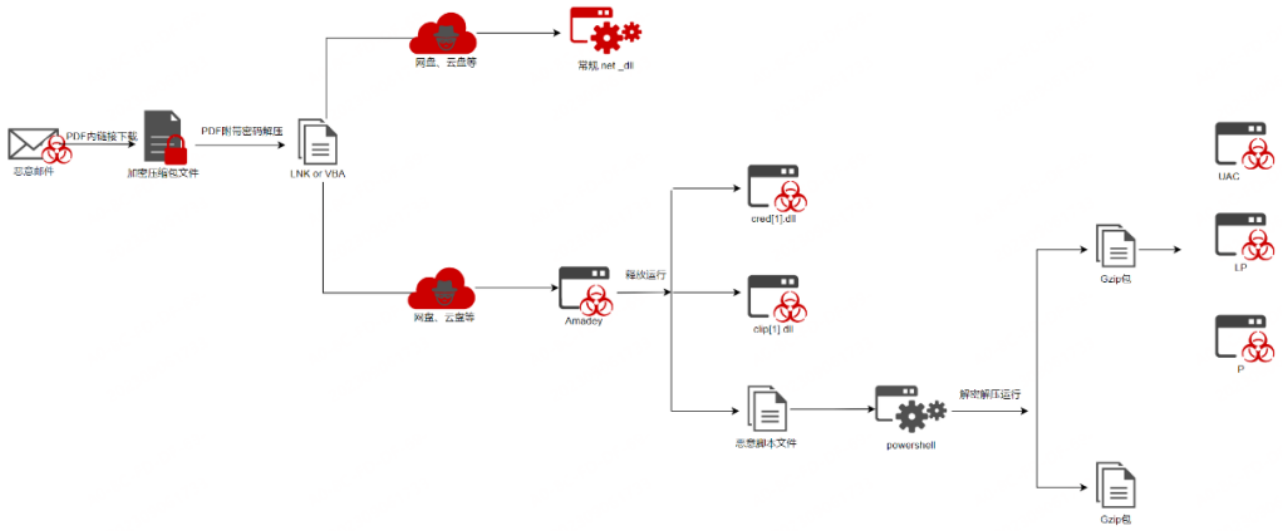 网盘、云盘等
常规.net _dll
PDF内链接下载
PDF附带密码解压
恶意邮件
加密压缩包文件
LNK or VBA
UAC
cred[1].dll
LP
Gzip包
释放运行
网盘、云盘等
Amadey
clip[1].dll
P
解密解压运行
恶意脚本文件
powershell
Gzip包